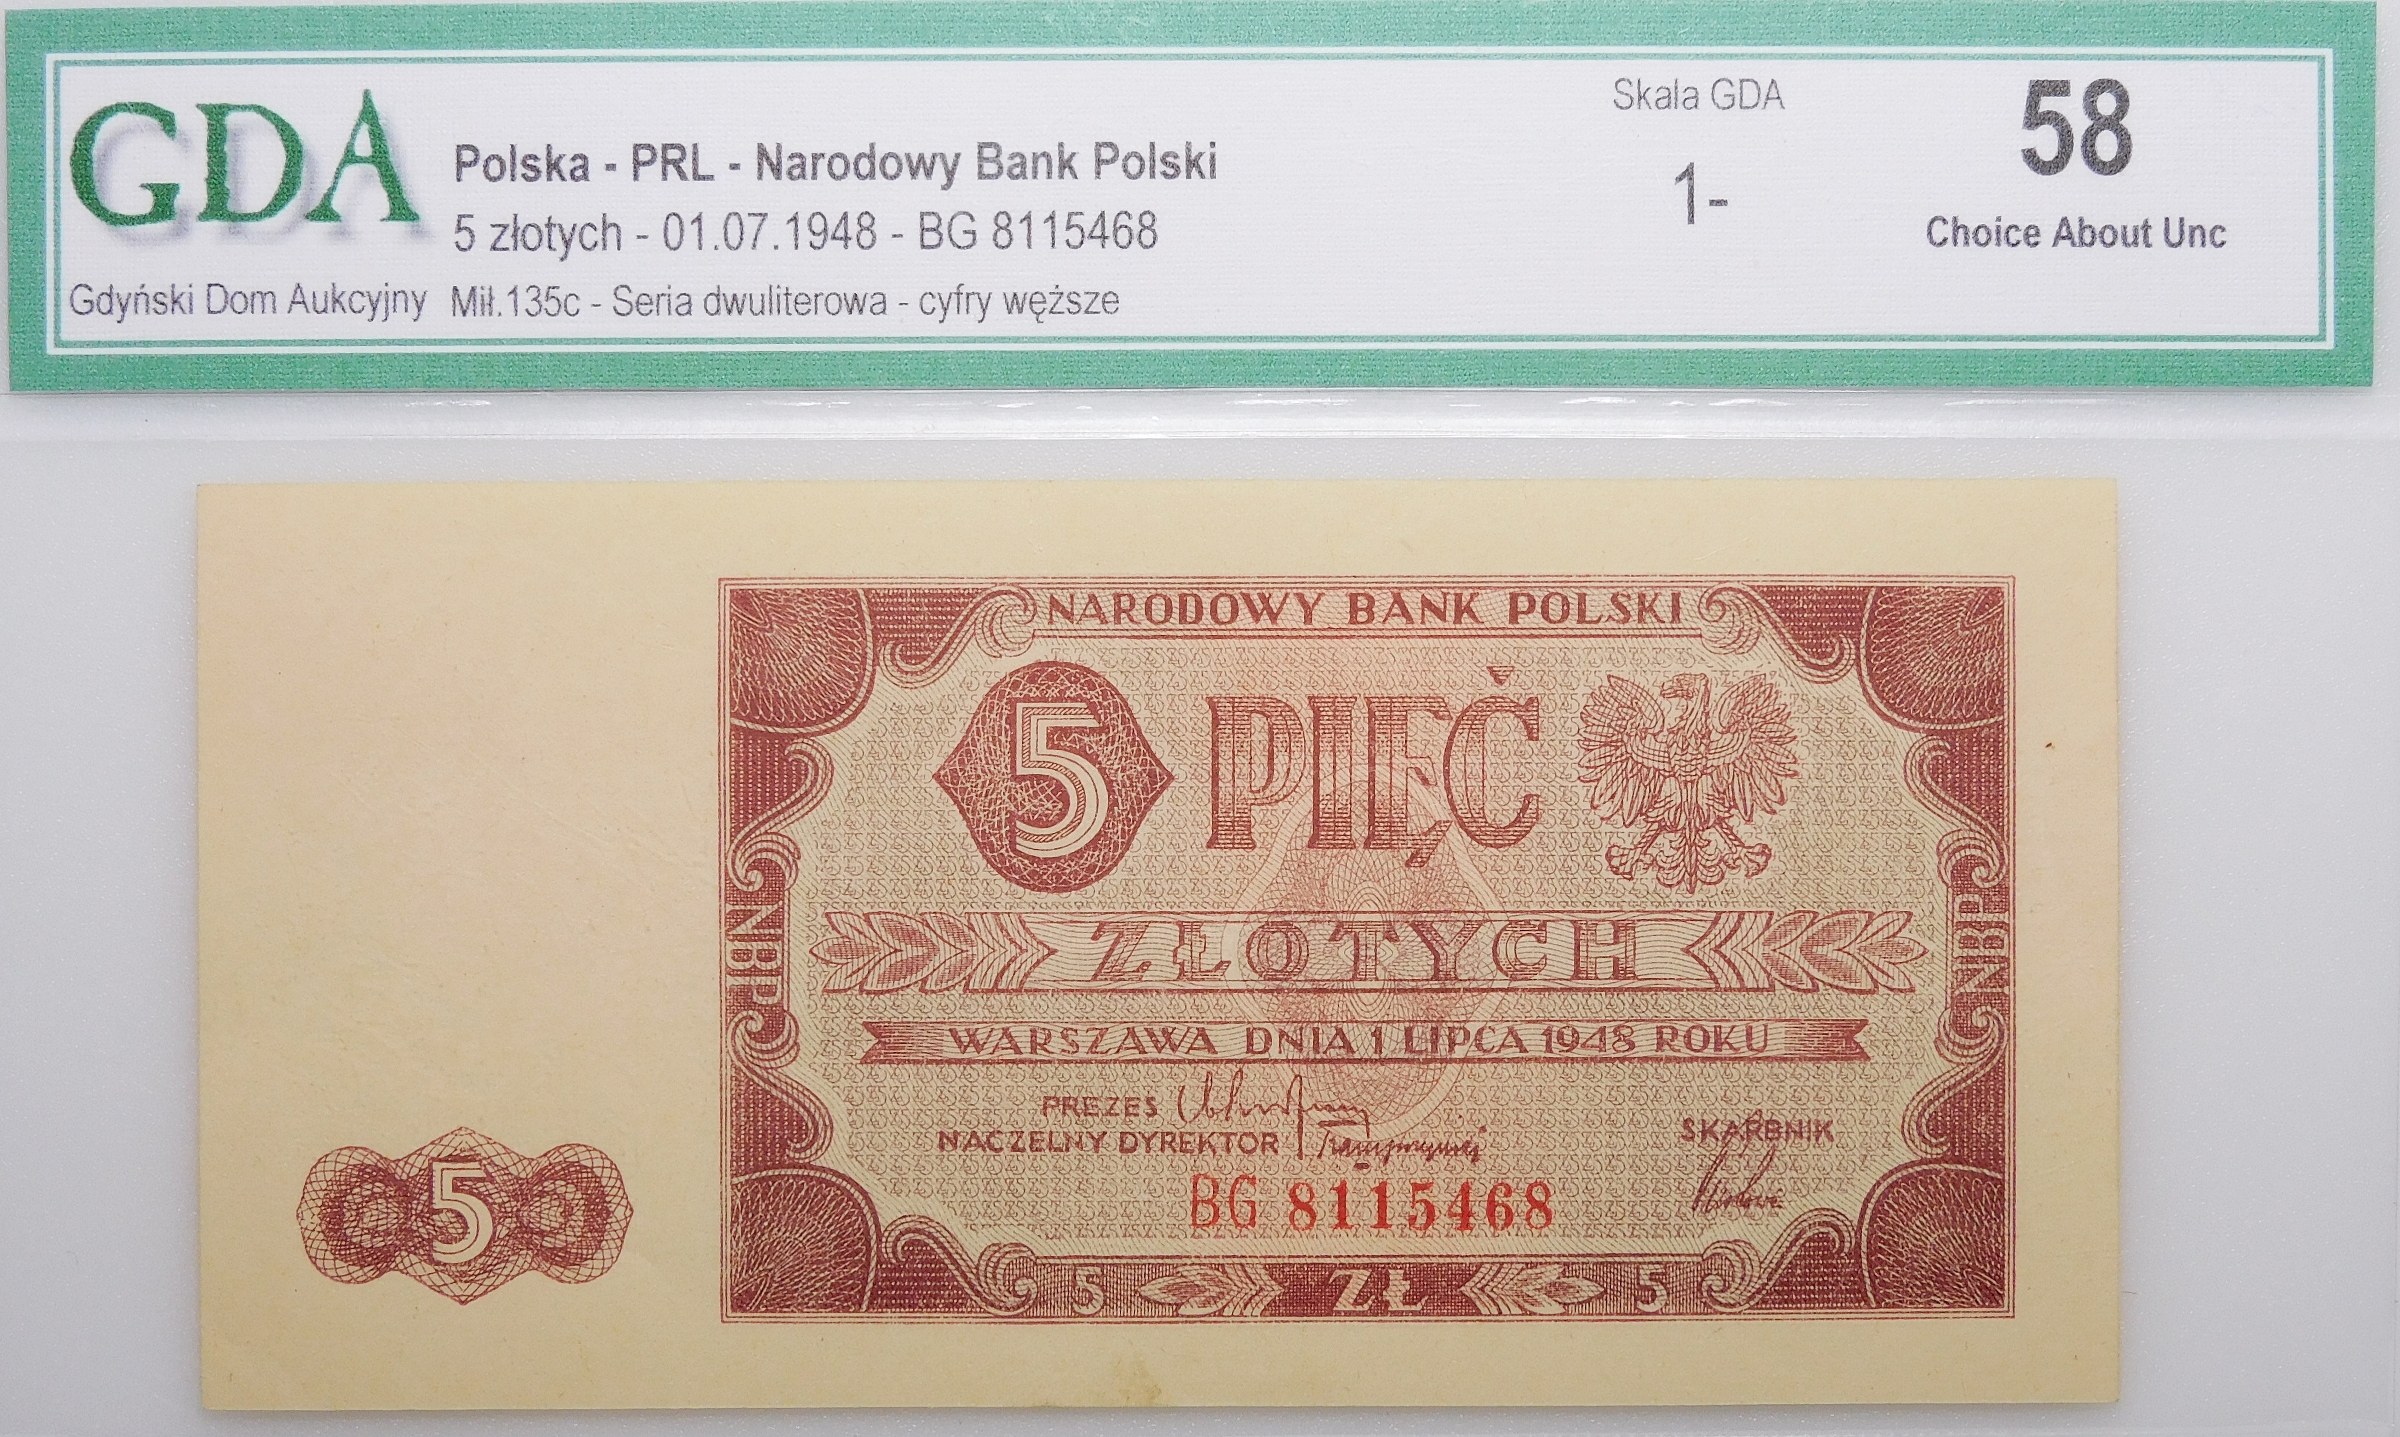 GDA
Gdyński Dom Aukcyjny
Polska - PRL - Narodowy Bank Polski
5 złotych - 01.07.1948 - BG 8115468
Mił.135c - Seria dwuliterowa - cyfry węższe
Skala GDA
1-
58
Choice About Unc
NARODOWY BANK POLSKI
5 PIĘĆ
ZŁOTYCH
NBP
NBP
WARSZAWA DNIA 1 LIPCA 1948 ROKU
PREZES
NACZELNY DYREKTOR
SKARBNIK
BG 8115468
5
5 ZŁ 5